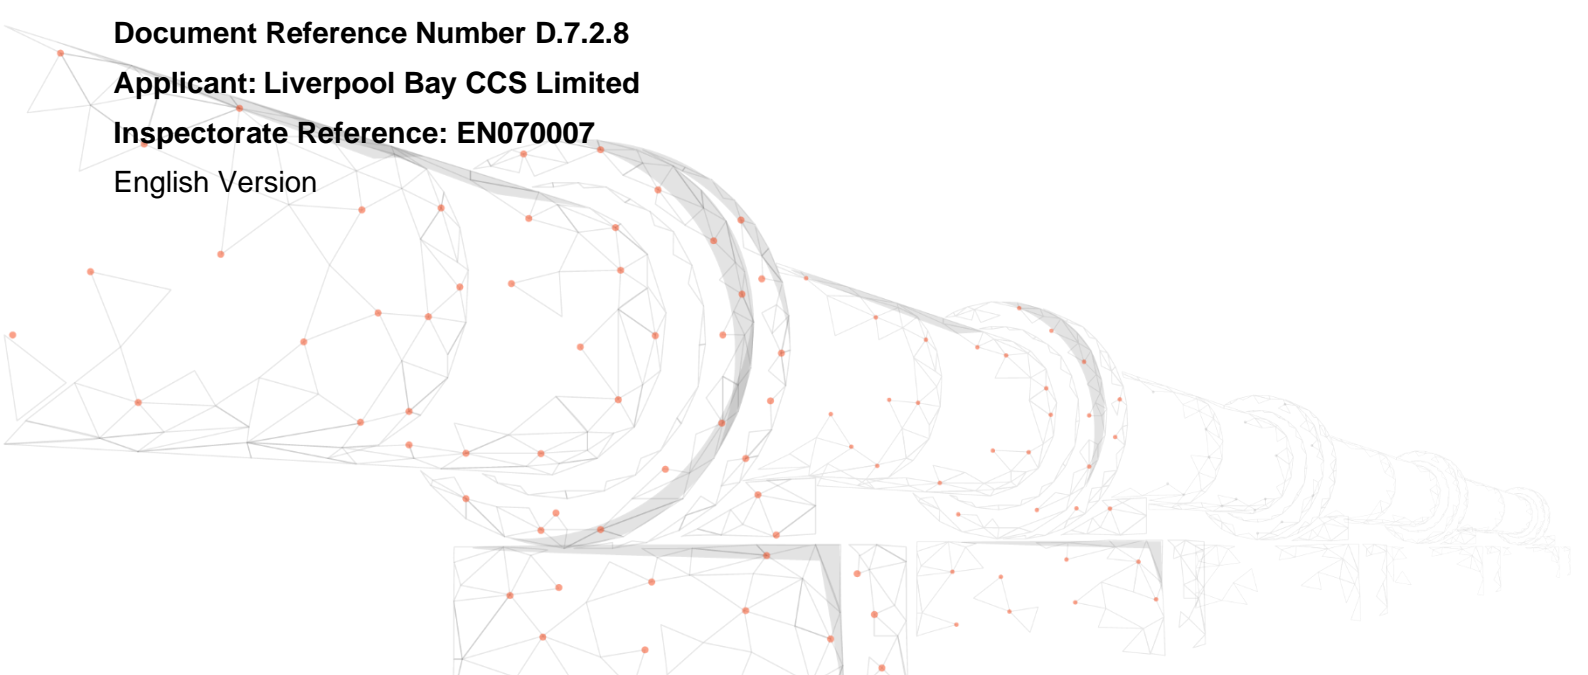 Document Reference Number D.7.2.8
Applicant: Liverpool Bay CCS Limited
Inspectorate Reference: EN070007
English Version